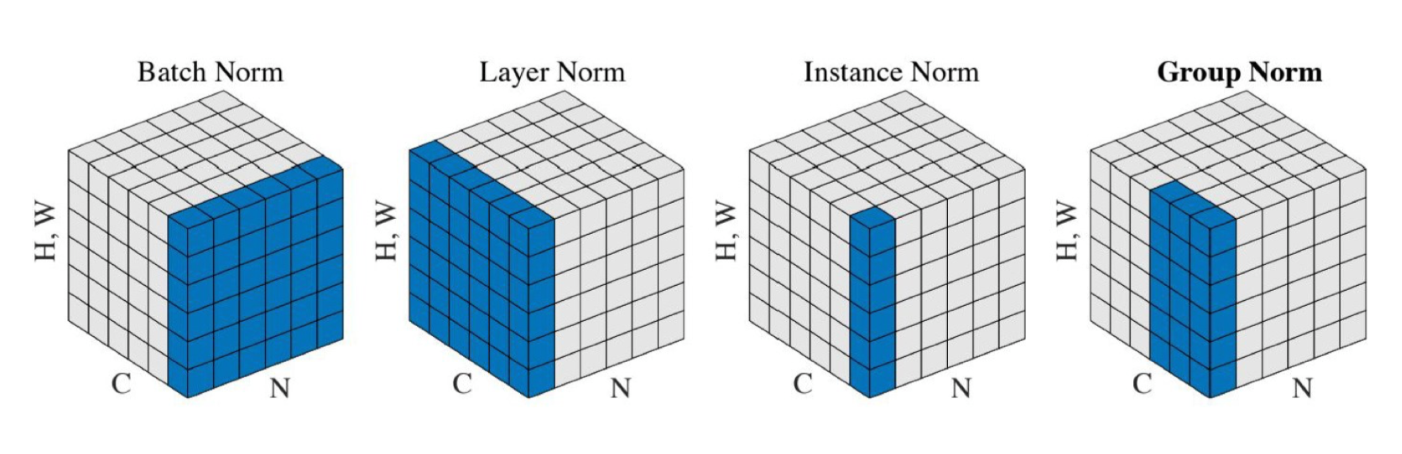 Batch Norm
H, W
C
N
Layer Norm
H, W
C
N
Instance Norm
H, W
C
N
Group Norm
H, W
C
N